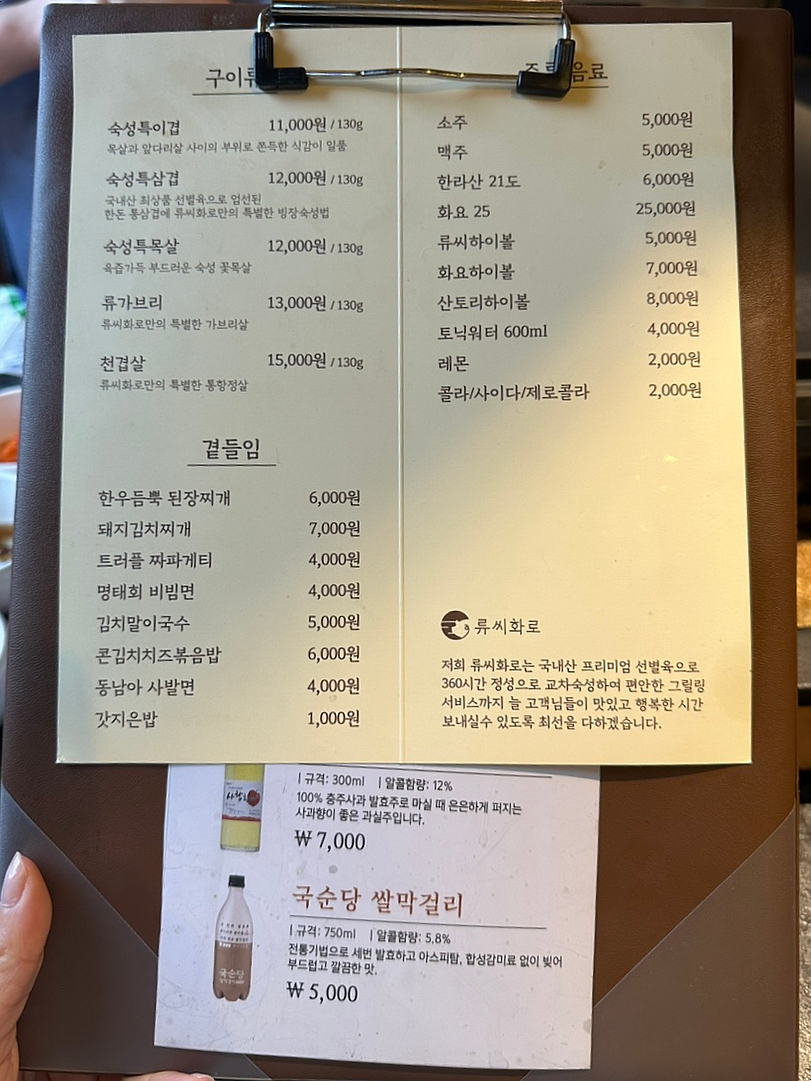 구이류
숙성특이겹 11,000원 / 130g
목살과 앞다리살 사이의 부위로 쫀득한 식감이 일품
숙성특삼겹 12,000원 / 130g
국내산 최상품 선별육으로 엄선된
한돈 통삼겹에 류씨화로만의 특별한 빙장숙성법
숙성특목살 12,000원 / 130g
육즙가득 부드러운 숙성 꽃목살
류가브리 13,000원 / 130g
류씨화로만의 특별한 가브리살
천겹살 15,000원 / 130g
류씨화로만의 특별한 통항정살
곁들임
한우듬뿍 된장찌개 6,000원
돼지김치찌개 7,000원
트러플 짜파게티 4,000원
명태회 비빔면 4,000원
김치말이국수 5,000원
콘김치치즈볶음밥 6,000원
동남아 사발면 4,000원
갓지은밥 1,000원
음료
소주 5,000원
맥주 5,000원
한라산 21도 6,000원
화요 25 25,000원
류씨하이볼 5,000원
화요하이볼 7,000원
산토리하이볼 8,000원
토닉워터 600ml 4,000원
레몬 2,000원
콜라/사이다/제로콜라 2,000원
류씨화로
저희 류씨화로는 국내산 프리미엄 선별육으로
360시간 정성으로 교차숙성하여 편안한 그릴링
서비스까지 늘 고객님들이 맛있고 행복한 시간
보내실수 있도록 최선을 다하겠습니다.
| 규격: 300ml | 알콜함량: 12%
100% 충주사과 발효주로 마실 때 은은하게 퍼지는
사과향이 좋은 과실주입니다.
₩ 7,000
국순당 쌀막걸리
| 규격: 750ml | 알콜함량: 5.8%
전통기법으로 세번 발효하고 아스피탐, 합성감미료 없이 빚어
부드럽고 깔끔한 맛.
₩ 5,000
국순당